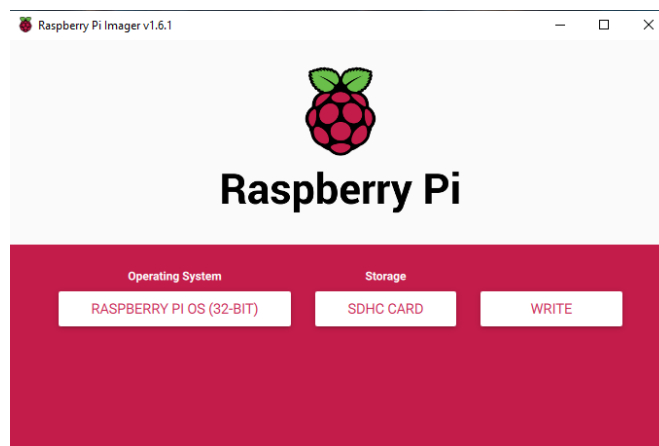 Raspberry Pi Imager v1.6.1
Raspberry Pi
Operating System
Storage
RASPBERRY PI OS (32-BIT)
SDHC CARD
WRITE